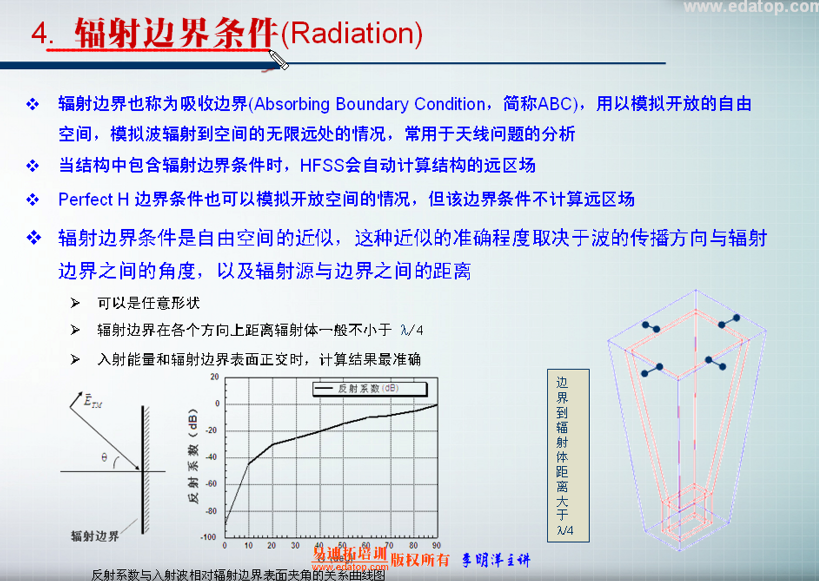 www.edatop.com
4. 辐射边界条件(Radiation)
辐射边界也称为吸收边界(Absorbing Boundary Condition，简称ABC)，用以模拟开放的自由
空间，模拟波辐射到空间的无限远处的情况，常用于天线问题的分析
当结构中包含辐射边界条件时，HFSS会自动计算结构的远区场
Perfect H 边界条件也可以模拟开放空间的情况，但该边界条件不计算远区场
辐射边界条件是自由空间的近似，这种近似的准确程度取决于波的传播方向与辐射
边界之间的角度，以及辐射源与边界之间的距离
可以是任意形状
辐射边界在各个方向上距离辐射体一般不小于 λ/4
入射能量和辐射边界表面正交时，计算结果最准确
E_TM
θ
辐射边界
反射系数(dB)
反射系数（dB）
20
0
-20
-40
-60
-80
-100
0 10 20 30 40 50 60 70 80 90
边界到辐射体距离大于λ/4
易迪拓培训 版权所有 李明洋主讲
www.edatop.com
反射系数与入射波相对辐射边界表面夹角的关系曲线图